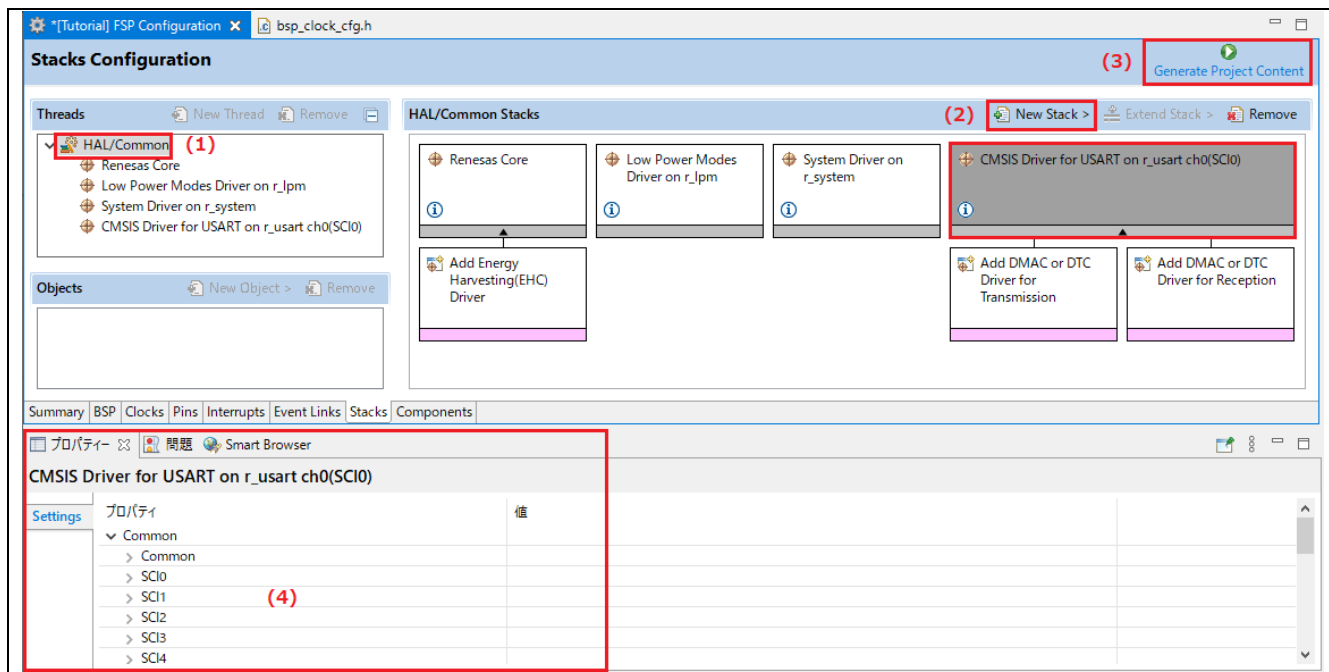 *[Tutorial] FSP Configuration bsp_clock_cfg.h
Stacks Configuration
(3) Generate Project Content
Threads New Thread Remove
HAL/Common (1)
Renesas Core
Low Power Modes Driver on r_lpm
System Driver on r_system
CMSIS Driver for USART on r_usart ch0(SCI0)
Objects New Object > Remove
HAL/Common Stacks (2) New Stack > Extend Stack > Remove
Renesas Core
Low Power Modes
Driver on r_lpm
System Driver on
r_system
CMSIS Driver for USART on r_usart ch0(SCI0)
Add Energy
Harvesting(EHC)
Driver
Add DMAC or DTC
Driver for
Transmission
Add DMAC or DTC
Driver for Reception
Summary BSP Clocks Pins Interrupts Event Links Stacks Components
プロパティー 問題 Smart Browser
CMSIS Driver for USART on r_usart ch0(SCI0)
Settings
プロパティ 値
Common
Common
SCI0
SCI1 (4)
SCI2
SCI3
SCI4